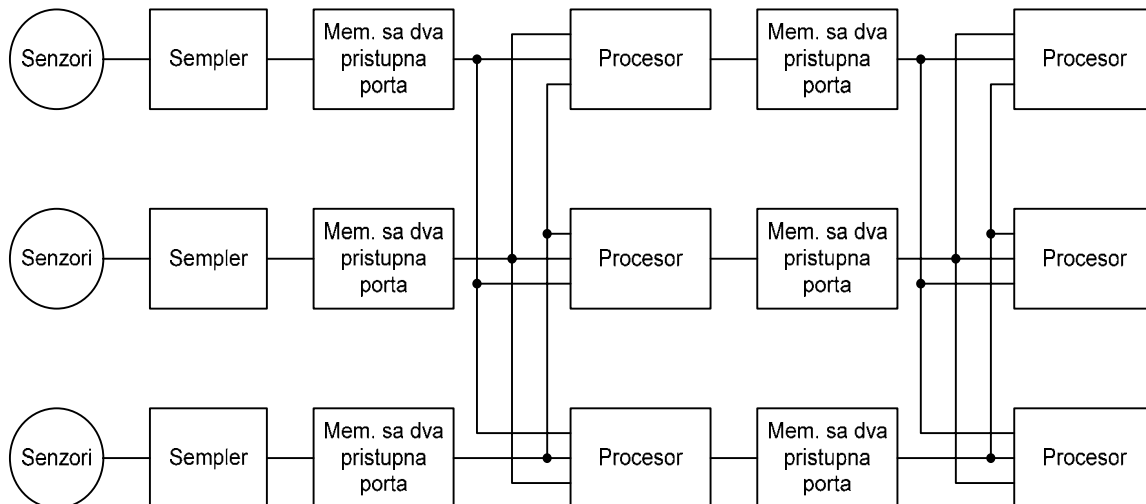 Senzori
Sempler
Mem. sa dva
pristupna
porta
Procesor
Mem. sa dva
pristupna
porta
Procesor
Senzori
Sempler
Mem. sa dva
pristupna
porta
Procesor
Mem. sa dva
pristupna
porta
Procesor
Senzori
Sempler
Mem. sa dva
pristupna
porta
Procesor
Mem. sa dva
pristupna
porta
Procesor